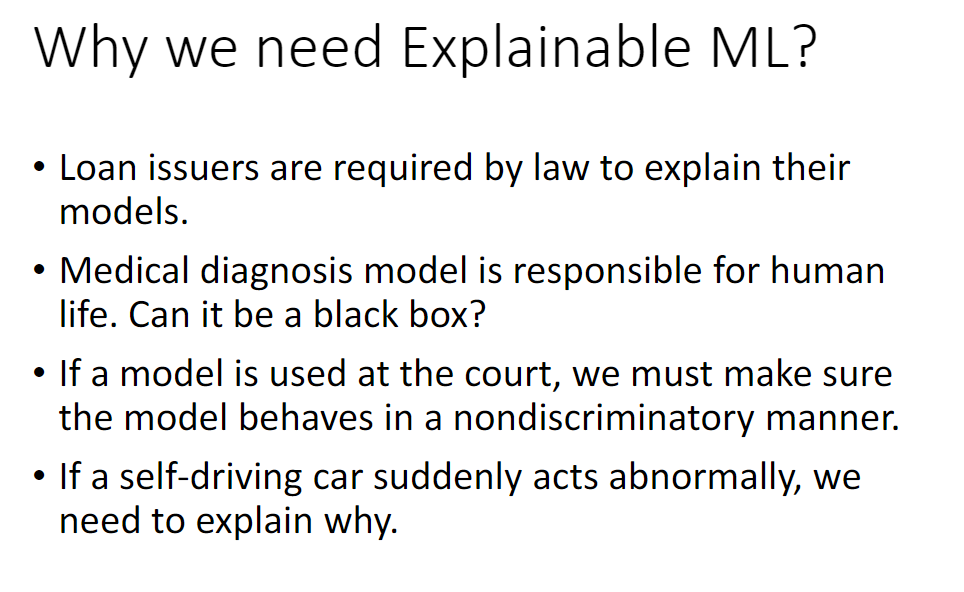 Why we need Explainable ML?
• Loan issuers are required by law to explain their
models.
• Medical diagnosis model is responsible for human
life. Can it be a black box?
• If a model is used at the court, we must make sure
the model behaves in a nondiscriminatory manner.
• If a self-driving car suddenly acts abnormally, we
need to explain why.